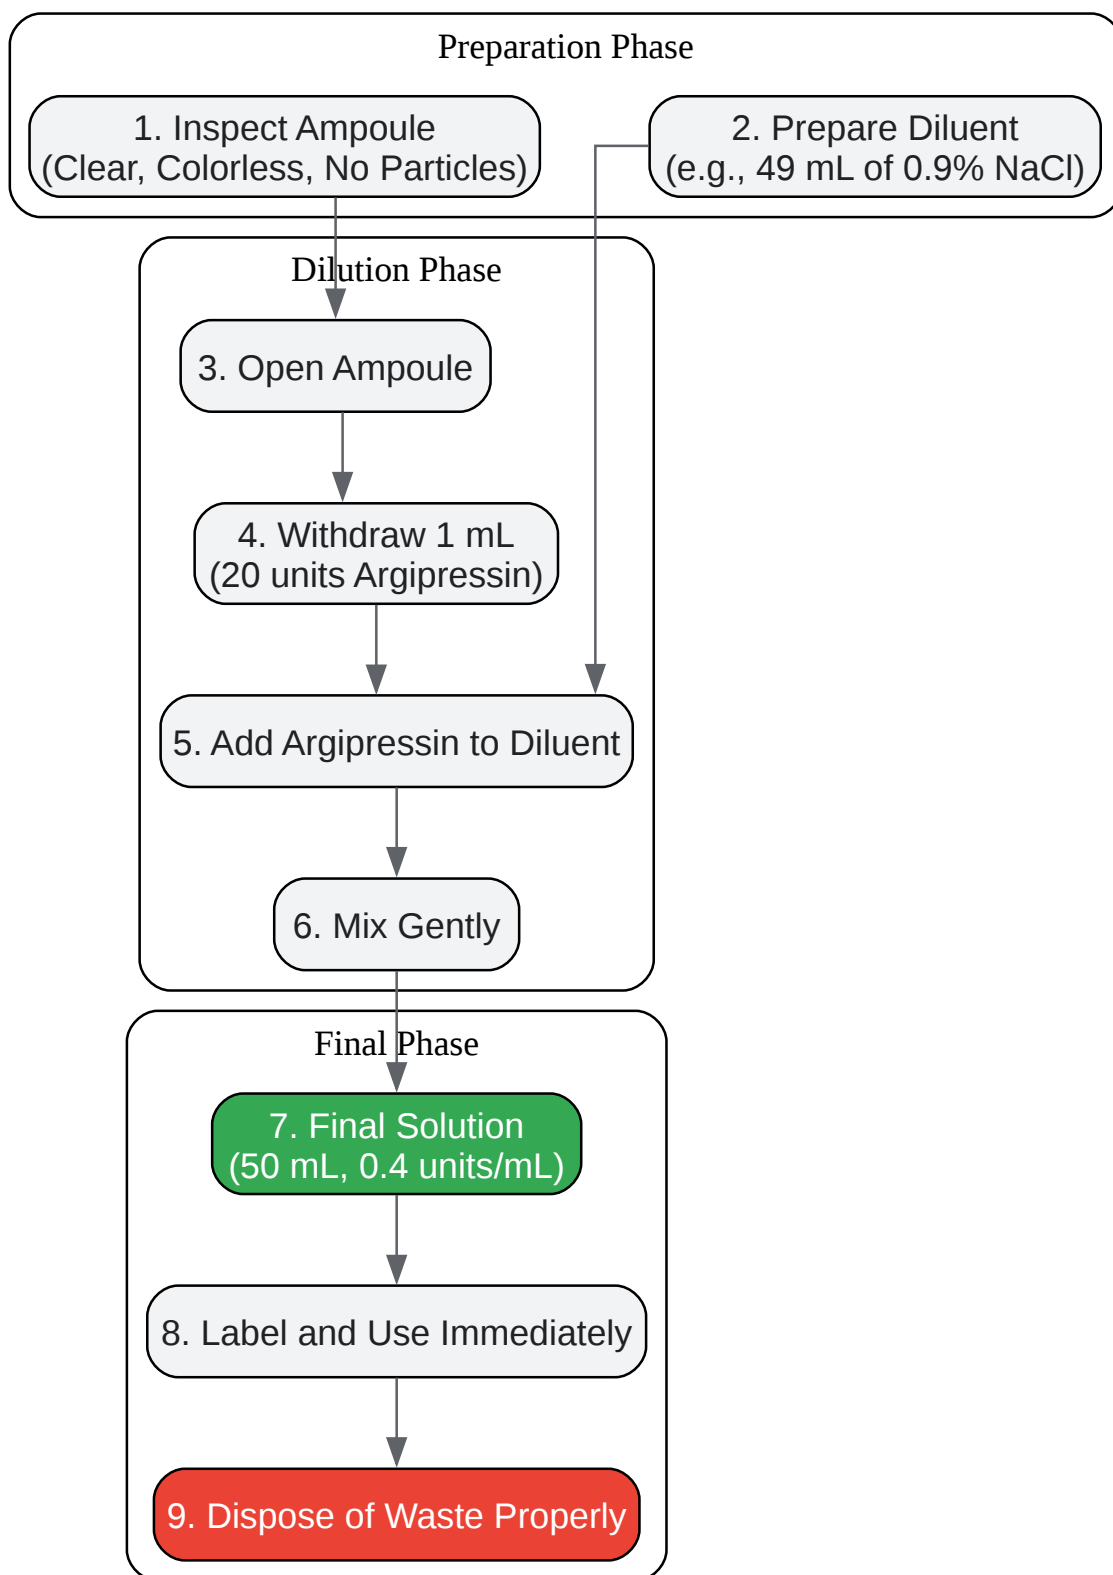 Preparation Phase
1. Inspect Ampoule
(Clear, Colorless, No Particles)
2. Prepare Diluent
(e.g., 49 mL of 0.9% NaCl)
Dilution Phase
3. Open Ampoule
4. Withdraw 1 mL
(20 units Argipressin)
5. Add Argipressin to Diluent
6. Mix Gently
Final Phase
7. Final Solution
(50 mL, 0.4 units/mL)
8. Label and Use Immediately
9. Dispose of Waste Properly